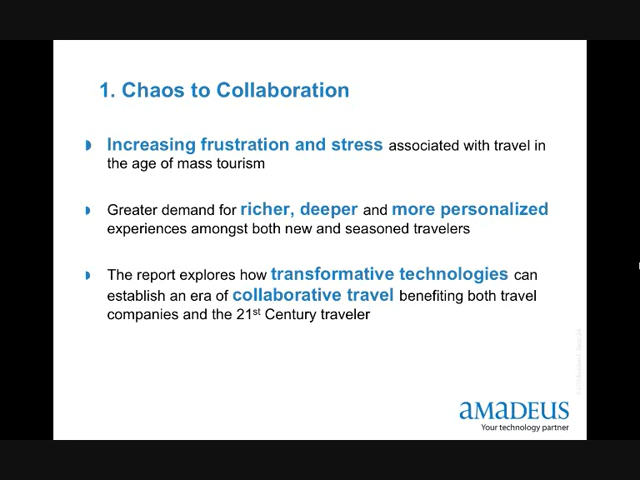 1. Chaos to Collaboration
Increasing frustration and stress associated with travel in
the age of mass tourism
Greater demand for richer, deeper and more personalized
experiences amongst both new and seasoned travelers
The report explores how transformative technologies can
establish an era of collaborative travel benefiting both travel
companies and the 21st Century traveler
amadeus
Your technology partner